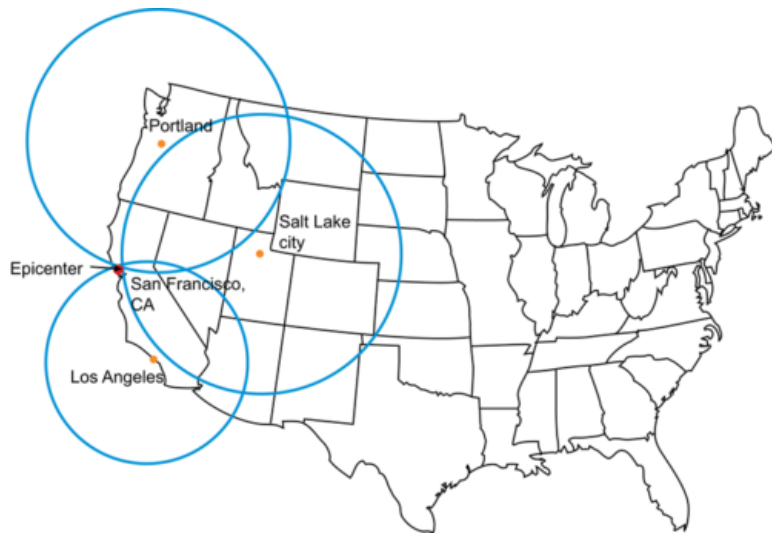 Portland
Salt Lake
city
Epicenter
San Francisco,
CA
Los Angeles